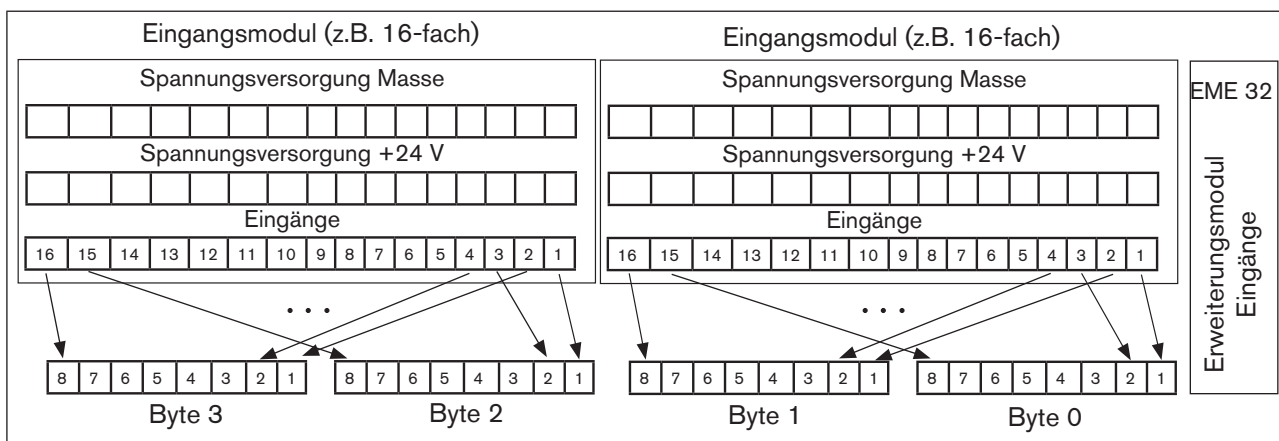 Eingangsmodul (z.B. 16-fach)
Eingangsmodul (z.B. 16-fach)
Spannungsversorgung Masse
Spannungsversorgung Masse
EME 32
Spannungsversorgung +24 V
Spannungsversorgung +24 V
Eingänge
Eingänge
16 15 14 13 12 11 10 9 8 7 6 5 4 3 2 1
16 15 14 13 12 11 10 9 8 7 6 5 4 3 2 1
Erweiterungsmodul
Eingänge
. . .
. . .
8 7 6 5 4 3 2 1
8 7 6 5 4 3 2 1
8 7 6 5 4 3 2 1
8 7 6 5 4 3 2 1
Byte 3
Byte 2
Byte 1
Byte 0